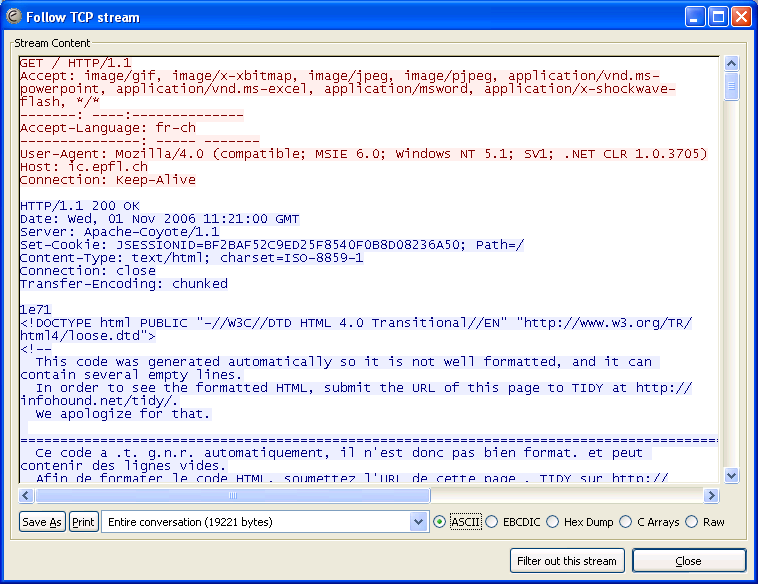 Follow TCP stream
Stream Content
GET / HTTP/1.1
Accept: image/gif, image/x-xbitmap, image/jpeg, image/pjpeg, application/vnd.ms-
powerpoint, application/vnd.ms-excel, application/msword, application/x-shockwave-
flash, */*
-------: ----:--------------
Accept-Language: fr-ch
---------------: ----- -------
User-Agent: Mozilla/4.0 (compatible; MSIE 6.0; Windows NT 5.1; SV1; .NET CLR 1.0.3705)
Host: ic.epfl.ch
Connection: Keep-Alive
HTTP/1.1 200 OK
Date: Wed, 01 Nov 2006 11:21:00 GMT
Server: Apache-Coyote/1.1
Set-Cookie: JSESSIONID=BF2BAF52C9ED25F8540F0B8D08236A50; Path=/
Content-Type: text/html; charset=ISO-8859-1
Connection: close
Transfer-Encoding: chunked
1e71
<!DOCTYPE html PUBLIC "-//W3C//DTD HTML 4.0 Transitional//EN" "http://www.w3.org/TR/
html4/loose.dtd">
<!--
This code was generated automatically so it is not well formatted, and it can
contain several empty lines.
In order to see the formatted HTML, submit the URL of this page to TIDY at http://
infohound.net/tidy/.
We apologize for that.
=======================================================================================
Ce code a .t. g.n.r. automatiquement, il n'est donc pas bien format. et peut
contenir des lignes vides.
Afin de formater le code HTML, soumettez l'URL de cette page . TIDY sur http://
Save As Print Entire conversation (19221 bytes) ASCII EBCDIC Hex Dump C Arrays Raw
Filter out this stream Close